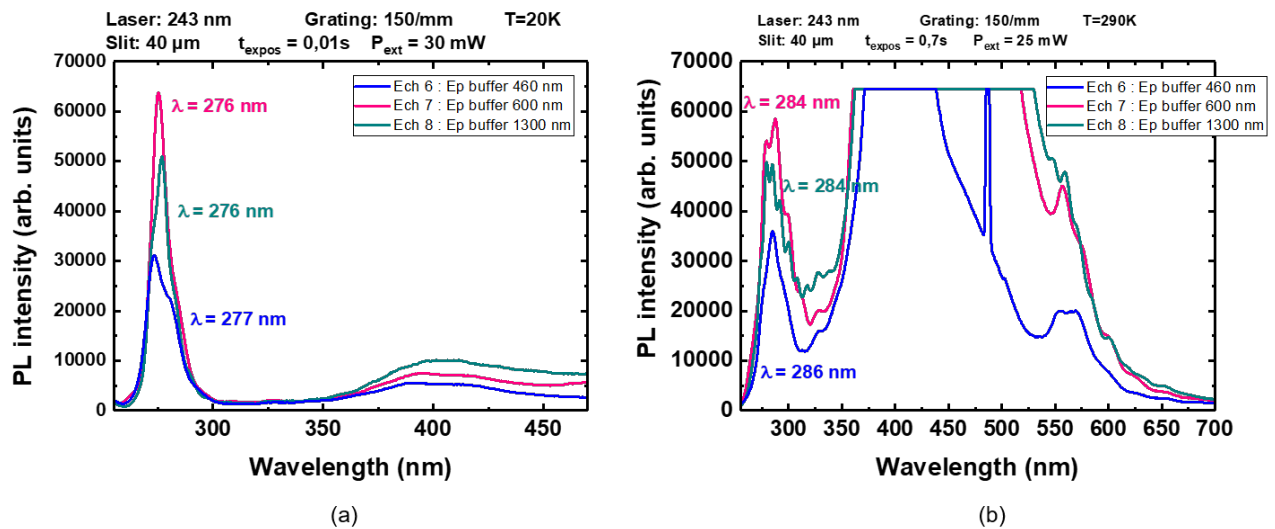 Laser: 243 nm Grating: 150/mm T=20K
Slit: 40 µm t_expos = 0,01s P_ext = 30 mW
70000
60000
50000
40000
30000
20000
10000
0
PL intensity (arb. units)
λ = 276 nm
λ = 276 nm
λ = 277 nm
Ech 6 : Ep buffer 460 nm
Ech 7 : Ep buffer 600 nm
Ech 8 : Ep buffer 1300 nm
300 350 400 450
Wavelength (nm)
(a)
Laser: 243 nm Grating: 150/mm T=290K
Slit: 40 µm t_expos = 0,7s P_ext = 25 mW
70000
60000
50000
40000
30000
20000
10000
0
PL intensity (arb. units)
λ = 284 nm
λ = 284 nm
λ = 286 nm
Ech 6 : Ep buffer 460 nm
Ech 7 : Ep buffer 600 nm
Ech 8 : Ep buffer 1300 nm
300 350 400 450 500 550 600 650 700
Wavelength (nm)
(b)